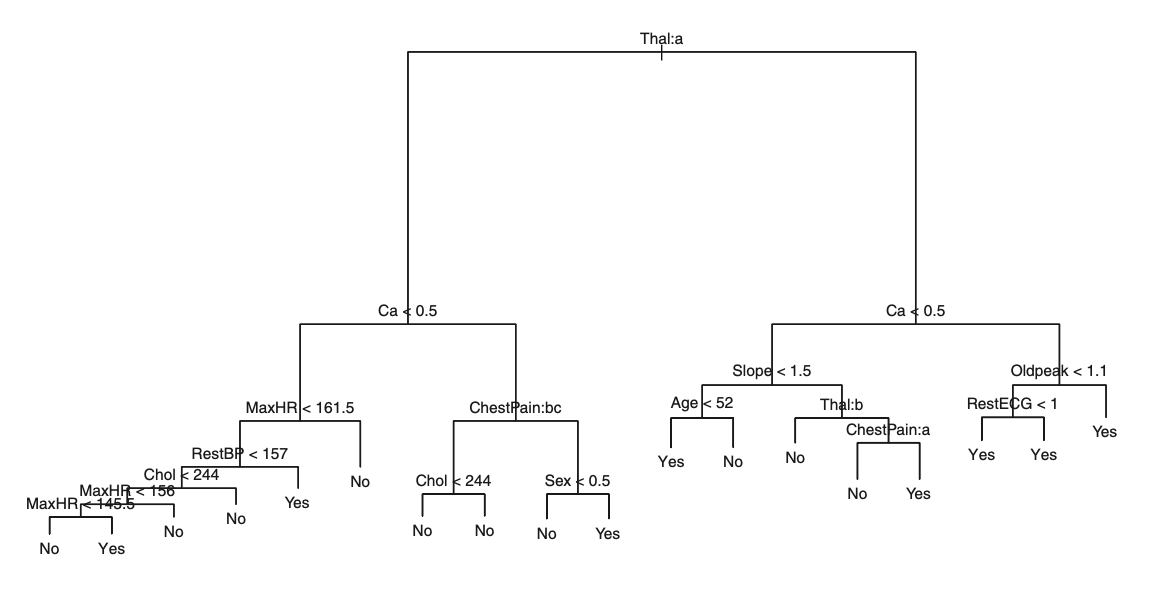 Thal:a
Ca < 0.5
Ca < 0.5
Slope < 1.5
Oldpeak < 1.1
MaxHR < 161.5
ChestPain:bc
Age < 52
Thal:b
RestECG < 1
ChestPain:a
Yes
RestBP < 157
Yes
No
No
Yes
Yes
Chol < 244
No
Chol < 244
Sex < 0.5
MaxHR < 156
No
Yes
MaxHR < 145.5
Yes
No
No
No
No
No
Yes
No
Yes